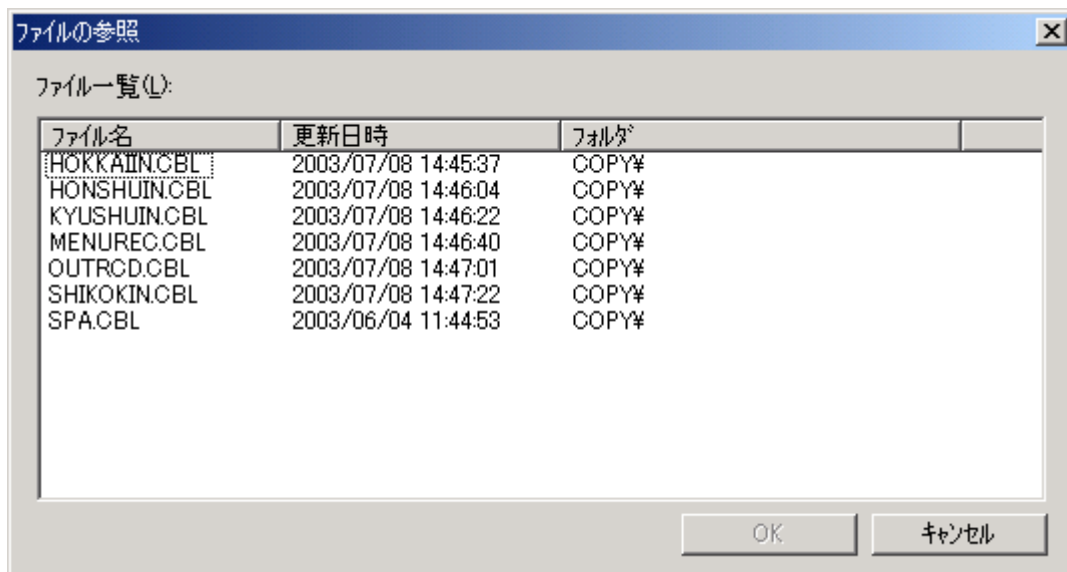 ファイルの参照
ファイル一覧(L):
ファイル名 更新日時 フォルダ
HOKKAIIN.CBL 2003/07/08 14:45:37 COPY¥
HONSHUIN.CBL 2003/07/08 14:46:04 COPY¥
KYUSHUIN.CBL 2003/07/08 14:46:22 COPY¥
MENUREC.CBL 2003/07/08 14:46:40 COPY¥
OUTRCD.CBL 2003/07/08 14:47:01 COPY¥
SHIKOKIN.CBL 2003/07/08 14:47:22 COPY¥
SPA.CBL 2003/06/04 11:44:53 COPY¥
OK キャンセル